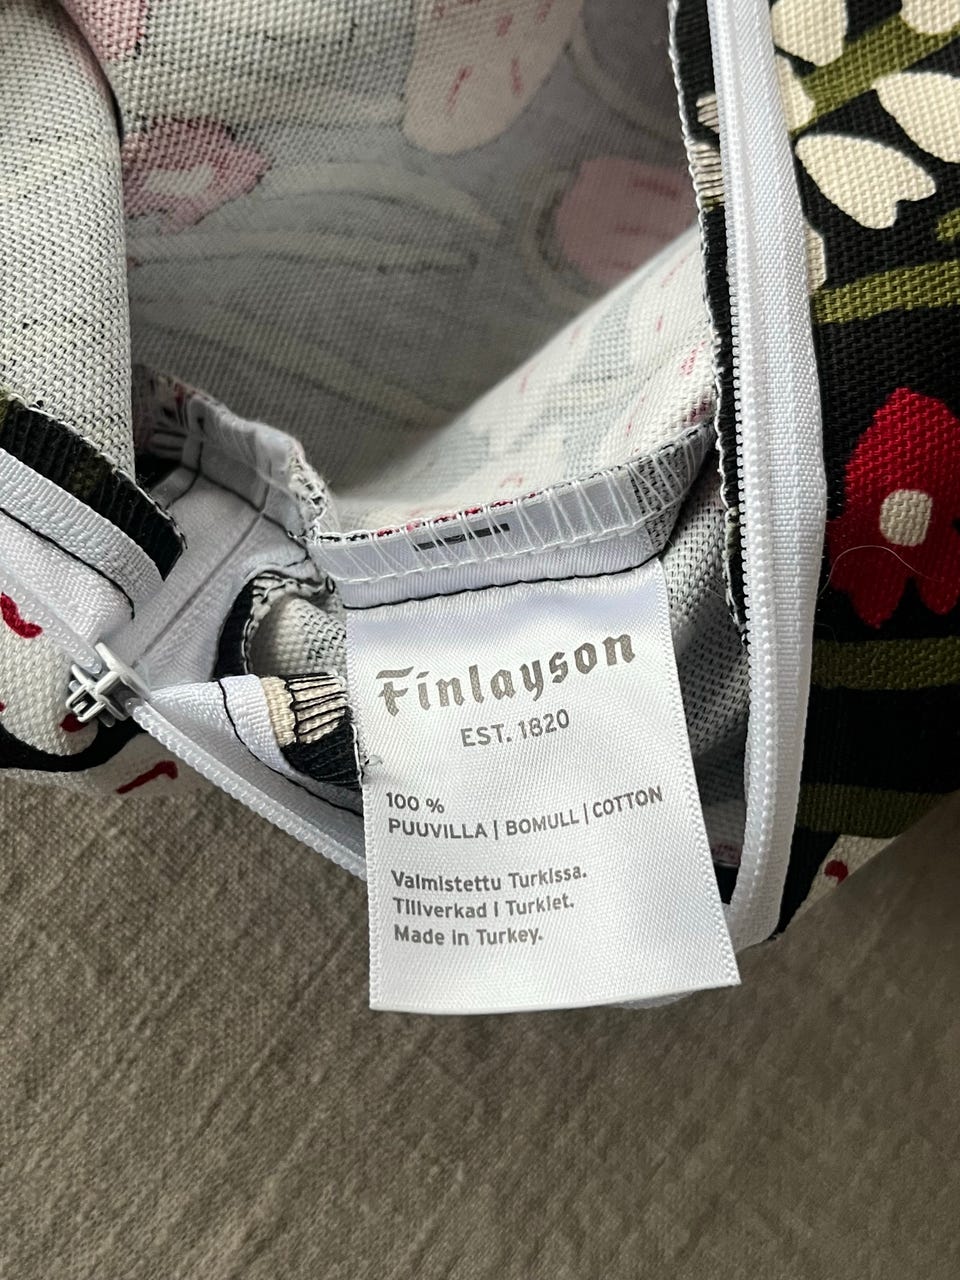 Finlayson
EST. 1820
100 %
PUUVILLA | BOMULL | COTTON
Valmistettu Turkissa.
Tillverkad i Turkiet.
Made in Turkey.